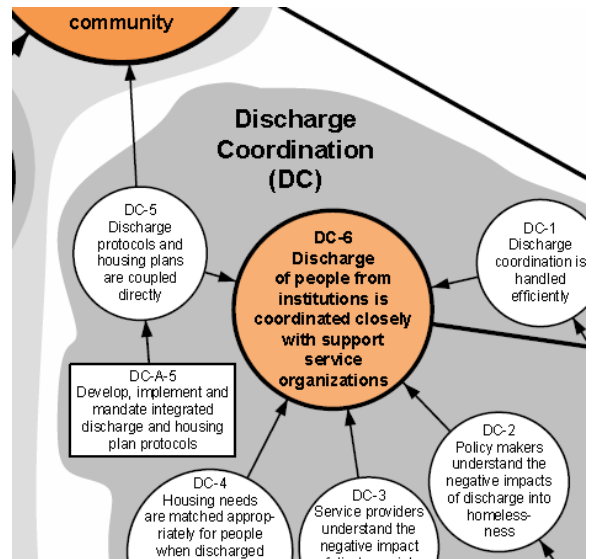 community
Discharge
Coordination
(DC)
DC-5
Discharge
protocols and
housing plans
are coupled
directly
DC-6
Discharge
of people from
institutions is
coordinated closely
with support
service
organizations
DC-1
Discharge
coordination is
handled
efficiently
DC-A-5
Develop, implement and
mandate integrated
discharge and housing
plan protocols
DC-2
Policy makers
understand the
negative impacts
of discharge into
homeless-
ness
DC-4
Housing needs
are matched approp-
riately for people
when discharged
DC-3
Service providers
understand the
negative impact